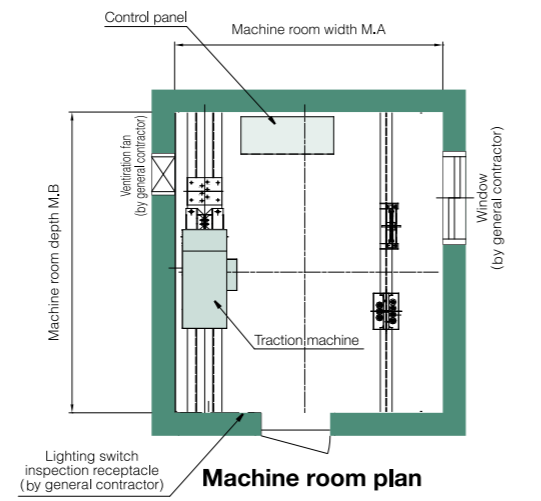 Control panel
Machine room width M.A
Ventiration fan
(by general contractor)
Machine room depth M.B
Window
(by general contractor)
Traction machine
Lighting switch
inspection receptacle
(by general contractor)
Machine room plan